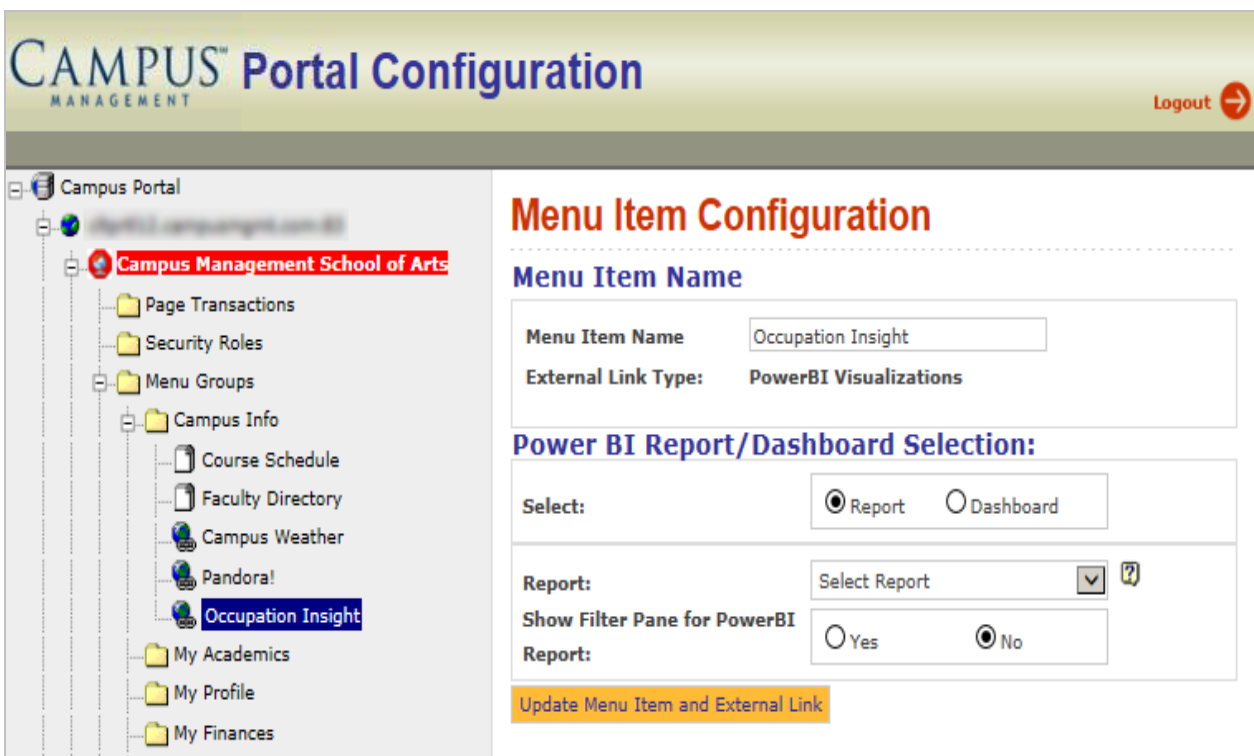 CAMPUS™ Portal Configuration
MANAGEMENT
Logout
Campus Portal
Campus Management School of Arts
Page Transactions
Security Roles
Menu Groups
Campus Info
Course Schedule
Faculty Directory
Campus Weather
Pandora!
Occupation Insight
My Academics
My Profile
My Finances
Menu Item Configuration
Menu Item Name
Menu Item Name Occupation Insight
External Link Type: PowerBI Visualizations
Power BI Report/Dashboard Selection:
Select: Report Dashboard
Report: Select Report ?
Show Filter Pane for PowerBI
Report: Yes No
Update Menu Item and External Link